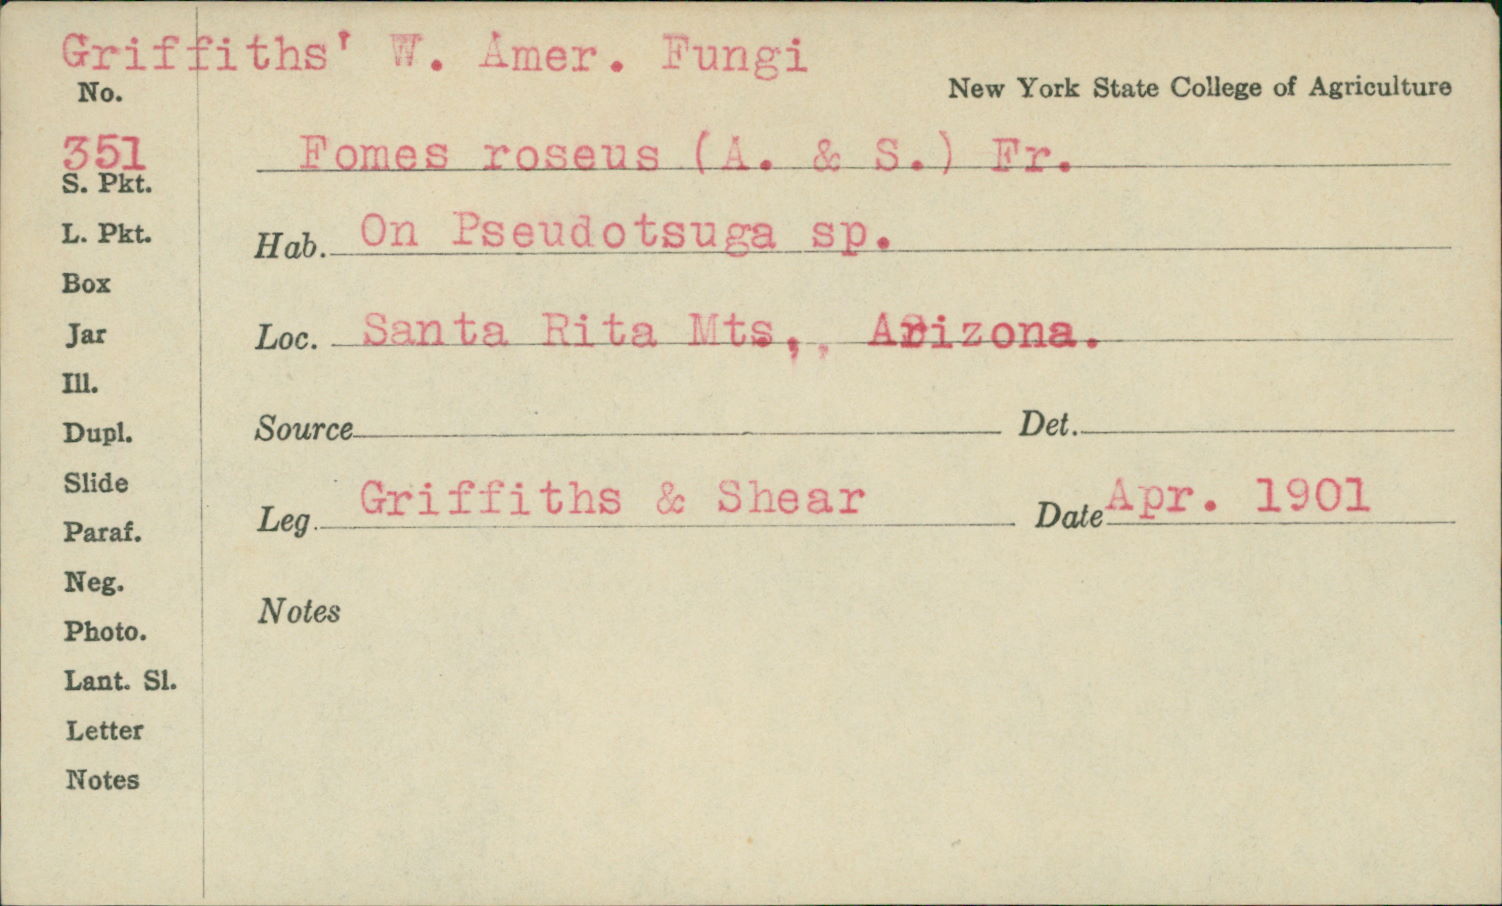 Griffiths' W. Amer. Fungi
No.
New York State College of Agriculture
351
Fomes roseus (A. & S.) Fr.
S. Pkt.
L. Pkt.
Hab. On Pseudotsuga sp.
Box
Jar
Loc. Santa Rita Mts,, Arizona.
Ill.
Dupl.
Source
Det.
Slide
Leg. Griffiths & Shear
Date Apr. 1901
Paraf.
Neg.
Notes
Photo.
Lant. Sl.
Letter
Notes